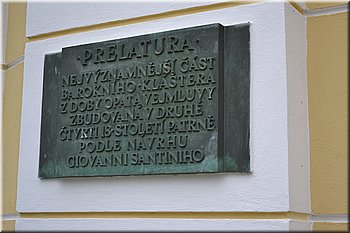 ·PRELATURA·
NEJVÝZNAMNĚJŠÍ ČÁST
BAROKNÍHO KLÁŠTERA
Z DOBY OPATA VEJMLUVY
ZBUDOVANÁ V DRUHÉ
ČTVRTI 18·STOLETÍ PATRNĚ
PODLE NÁVRHU
GIOVANNI SANTINIHO